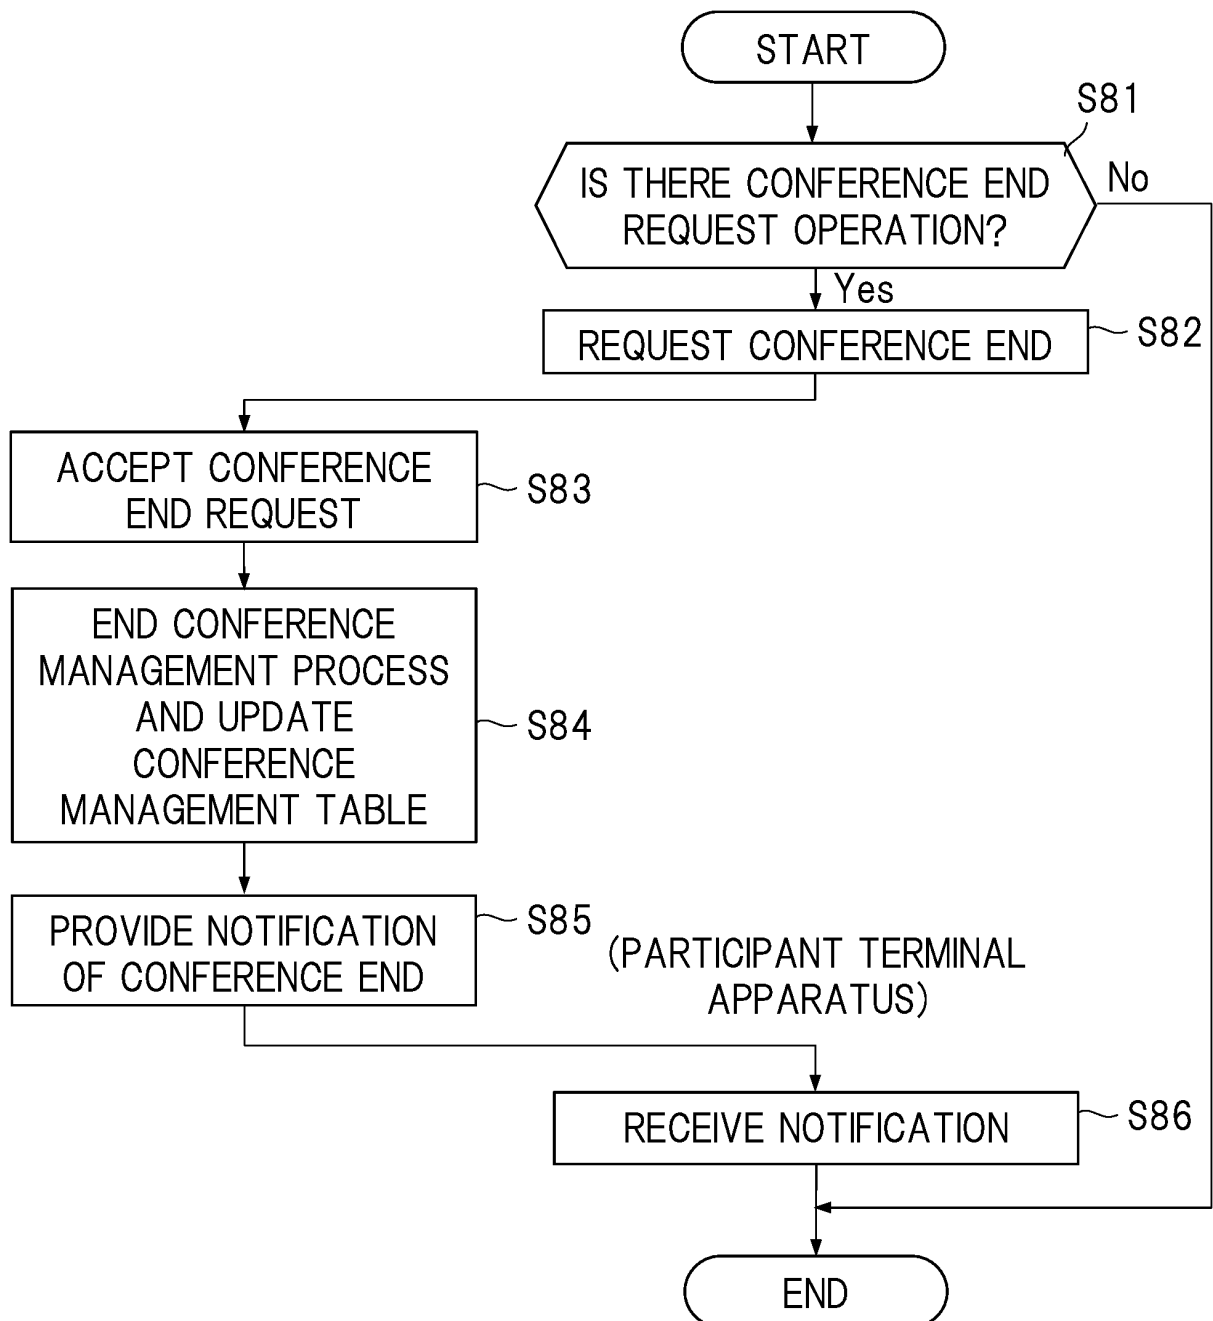 START
S81
IS THERE CONFERENCE END
REQUEST OPERATION?
No
Yes
REQUEST CONFERENCE END
S82
ACCEPT CONFERENCE
END REQUEST
S83
END CONFERENCE
MANAGEMENT PROCESS
AND UPDATE
CONFERENCE
MANAGEMENT TABLE
S84
PROVIDE NOTIFICATION
OF CONFERENCE END
S85
(PARTICIPANT TERMINAL
APPARATUS)
RECEIVE NOTIFICATION
S86
END